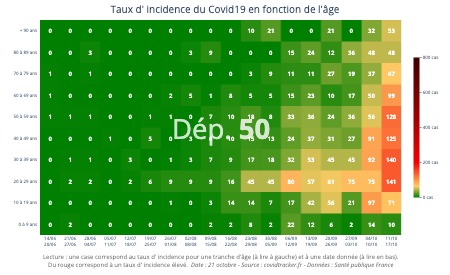 Taux d' incidence du Covid19 en fonction de l'âge
+ 90 ans 0 0 0 0 0 0 0 0 0 0 10 21 0 0 21 0 32 53
80 à 89 ans 0 0 3 0 0 0 0 3 9 0 0 0 15 24 12 36 48 48
70 à 79 ans 1 0 1 0 0 0 0 0 0 0 3 9 11 11 27 19 37 67
60 à 69 ans 0 0 0 0 0 0 2 5 1 8 5 5 15 23 10 17 50 99
50 à 59 ans 1 1 1 0 0 1 0 7 10 33 36 24 36 56 128
40 à 49 ans 0 0 0 1 0 5 24 37 31 27 91 125
30 à 39 ans 0 1 1 0 3 0 1 3 7 9 17 18 32 53 45 45 92 140
20 à 29 ans 0 2 2 0 2 6 9 9 9 16 45 45 80 57 81 75 75 141
10 à 19 ans 0 0 0 0 0 0 0 1 1 4 9 7 17 42 56 21 97 71
0 à 9 ans 0 2 0 0 0 0 2 0 2 0 8 2 22 12 6 2 14 10
Dép. 50
800 cas
600 cas
400 cas
200 cas
0 cas
14/06 21/06 28/06 05/07 12/07 19/07 26/07 02/08 09/08 16/08 23/08 30/08 06/09 13/09 20/09 27/09 04/10 11/10
20/06 27/06 04/07 11/07 18/07 25/07 01/08 08/08 15/08 22/08 29/08 05/09 12/09 19/09 26/09 03/10 10/10 17/10
Lecture : une case correspond au taux d' incidence pour une tranche d'âge (à lire à gauche) et à une date donnée (à lire en bas).
Du rouge correspond à un taux d' incidence élevé. Date : 21 octobre - Source : covidtracker.fr - Données : Santé publique France